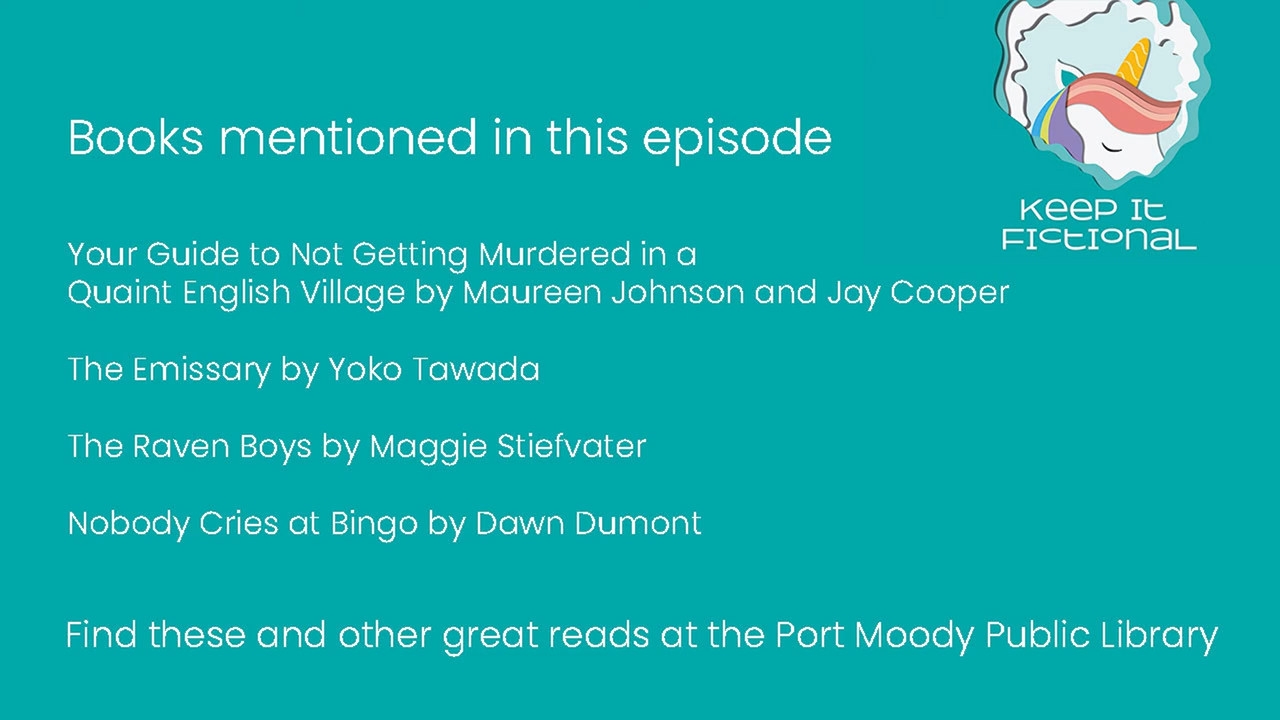 Books mentioned in this episode
KEEP IT
FICTIONAL
Your Guide to Not Getting Murdered in a
Quaint English Village by Maureen Johnson and Jay Cooper
The Emissary by Yoko Tawada
The Raven Boys by Maggie Stiefvater
Nobody Cries at Bingo by Dawn Dumont
Find these and other great reads at the Port Moody Public Library